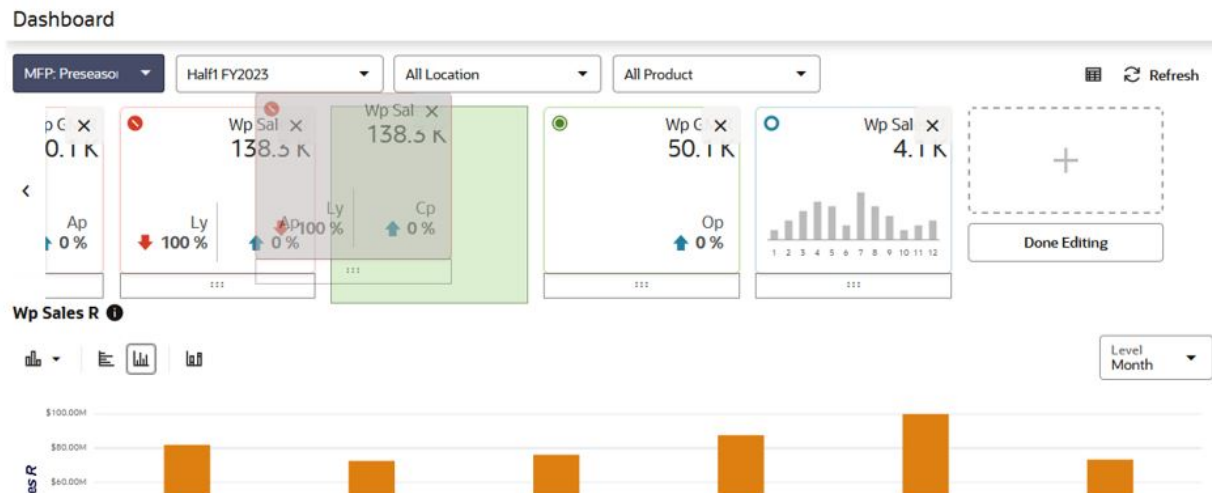 Dashboard
MFP: Preseaso
Half1 FY2023
All Location
All Product
Refresh
p G
0.1 K
Ap
0 %
Wp Sal
138.5 K
Ly
100 %
Ap
0 %
Wp Sal
138.5 K
Ly
100 %
Cp
0 %
Wp G
50.1 K
Op
0 %
Wp Sal
4.1 K
1 2 3 4 5 6 7 8 9 10 11 12
Done Editing
Wp Sales R
Level
Month
$100.00M
$80.00M
$60.00M
es R